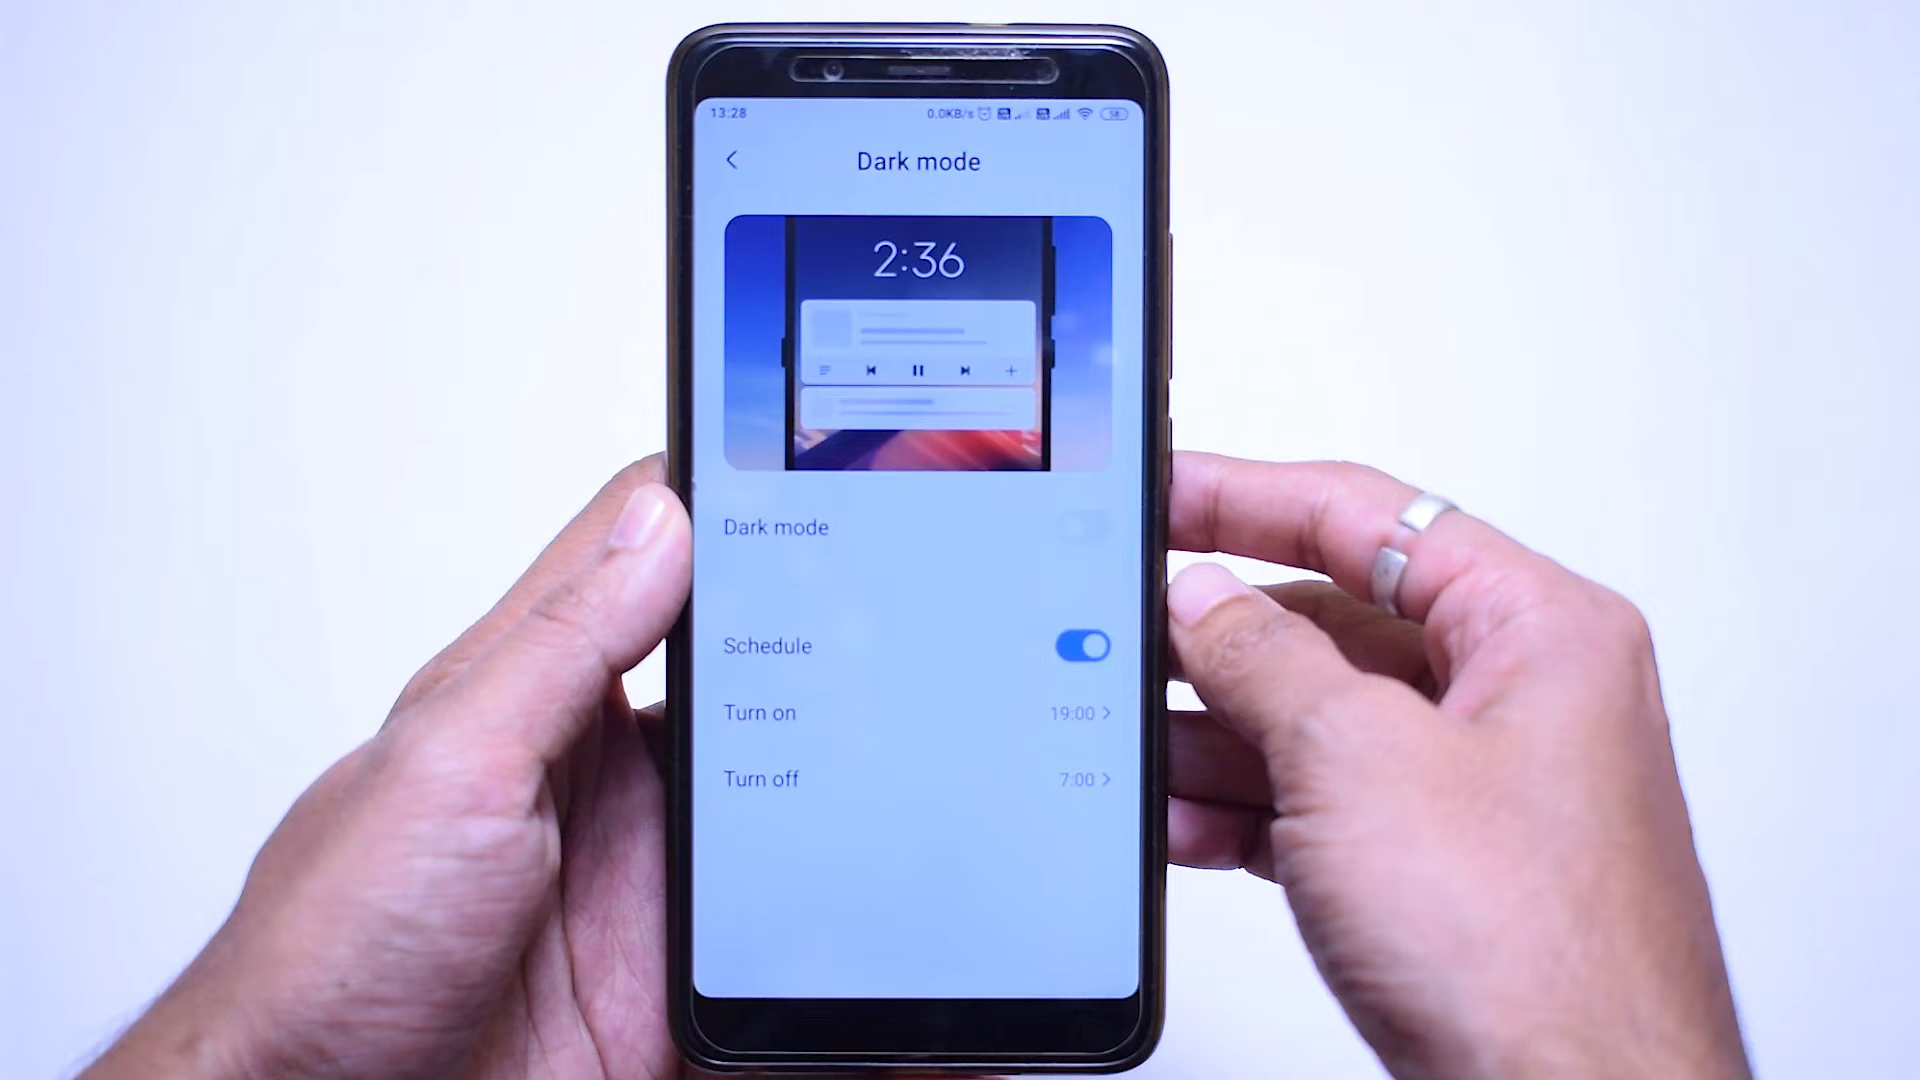 13:28 0.0KB/s 58
Dark mode
2:36
Dark mode
Schedule
Turn on 19:00
Turn off 7:00